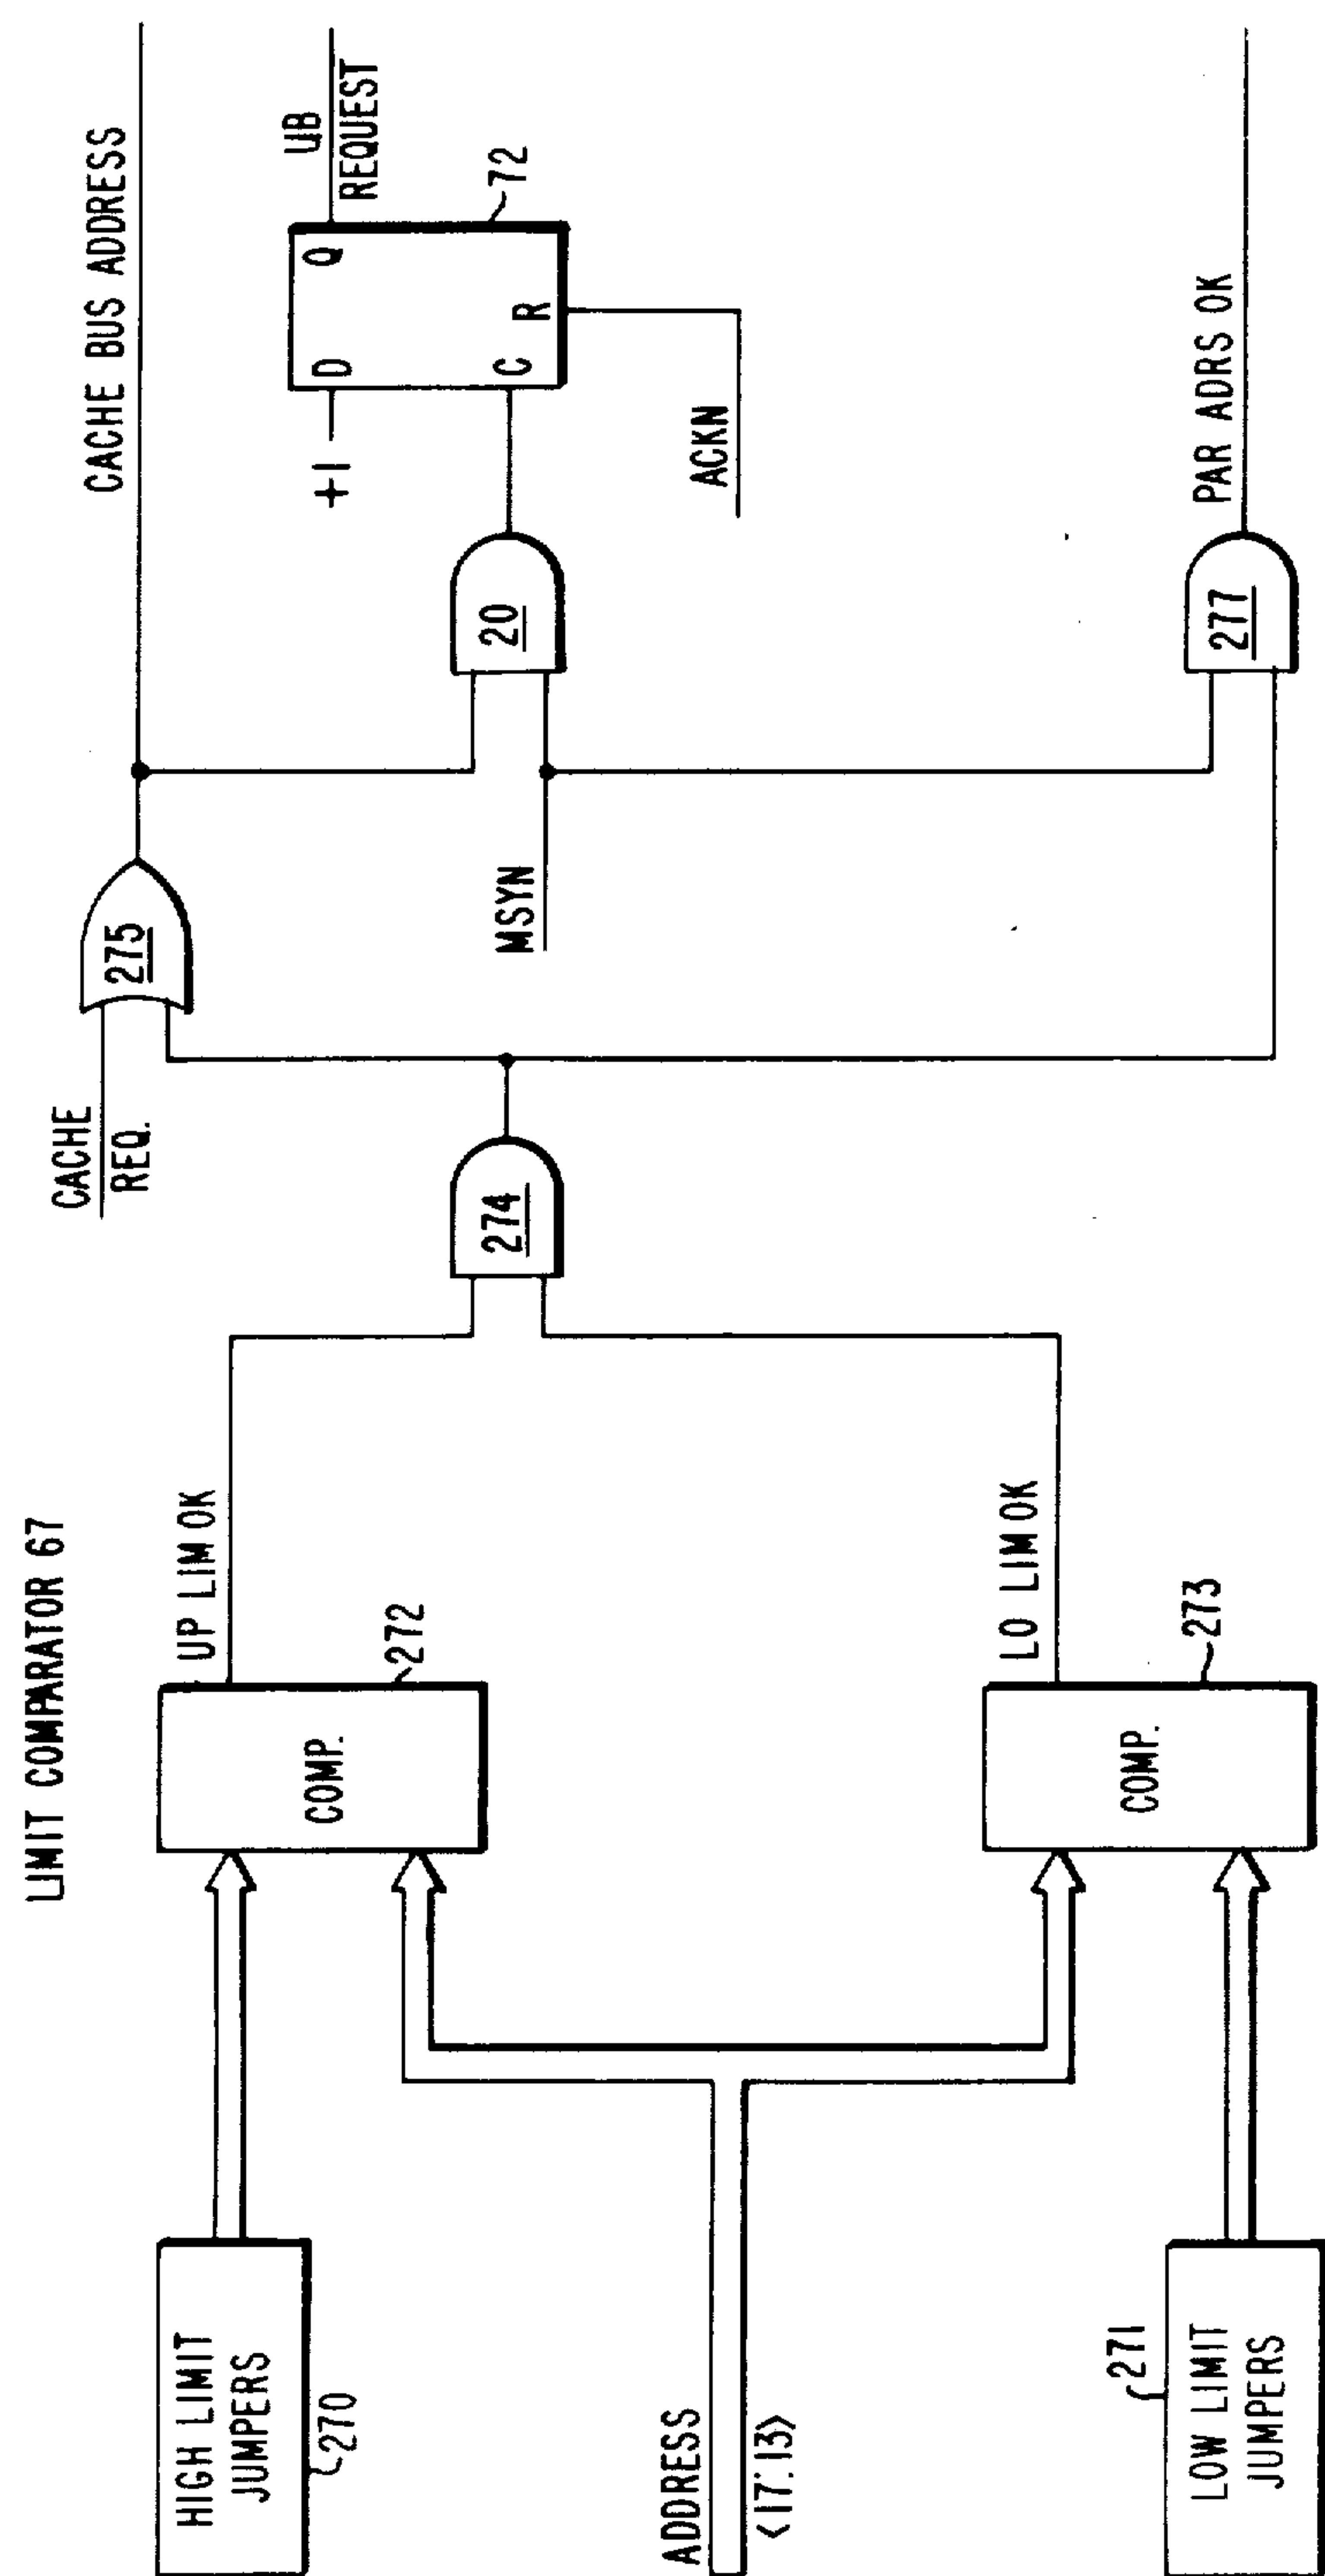 LIMIT COMPARATOR 67
HIGH LIMIT
JUMPERS
270
ADDRESS
<17:13>
271
LOW LIMIT
JUMPERS
COMP.
272
UP LIM OK
COMP.
273
LO LIM OK
274
CACHE
REQ.
275
MSYN
CACHE BUS ADDRESS
20
+1
D
Q
C
R
72
UB
REQUEST
ACKN
277
PAR ADRS OK